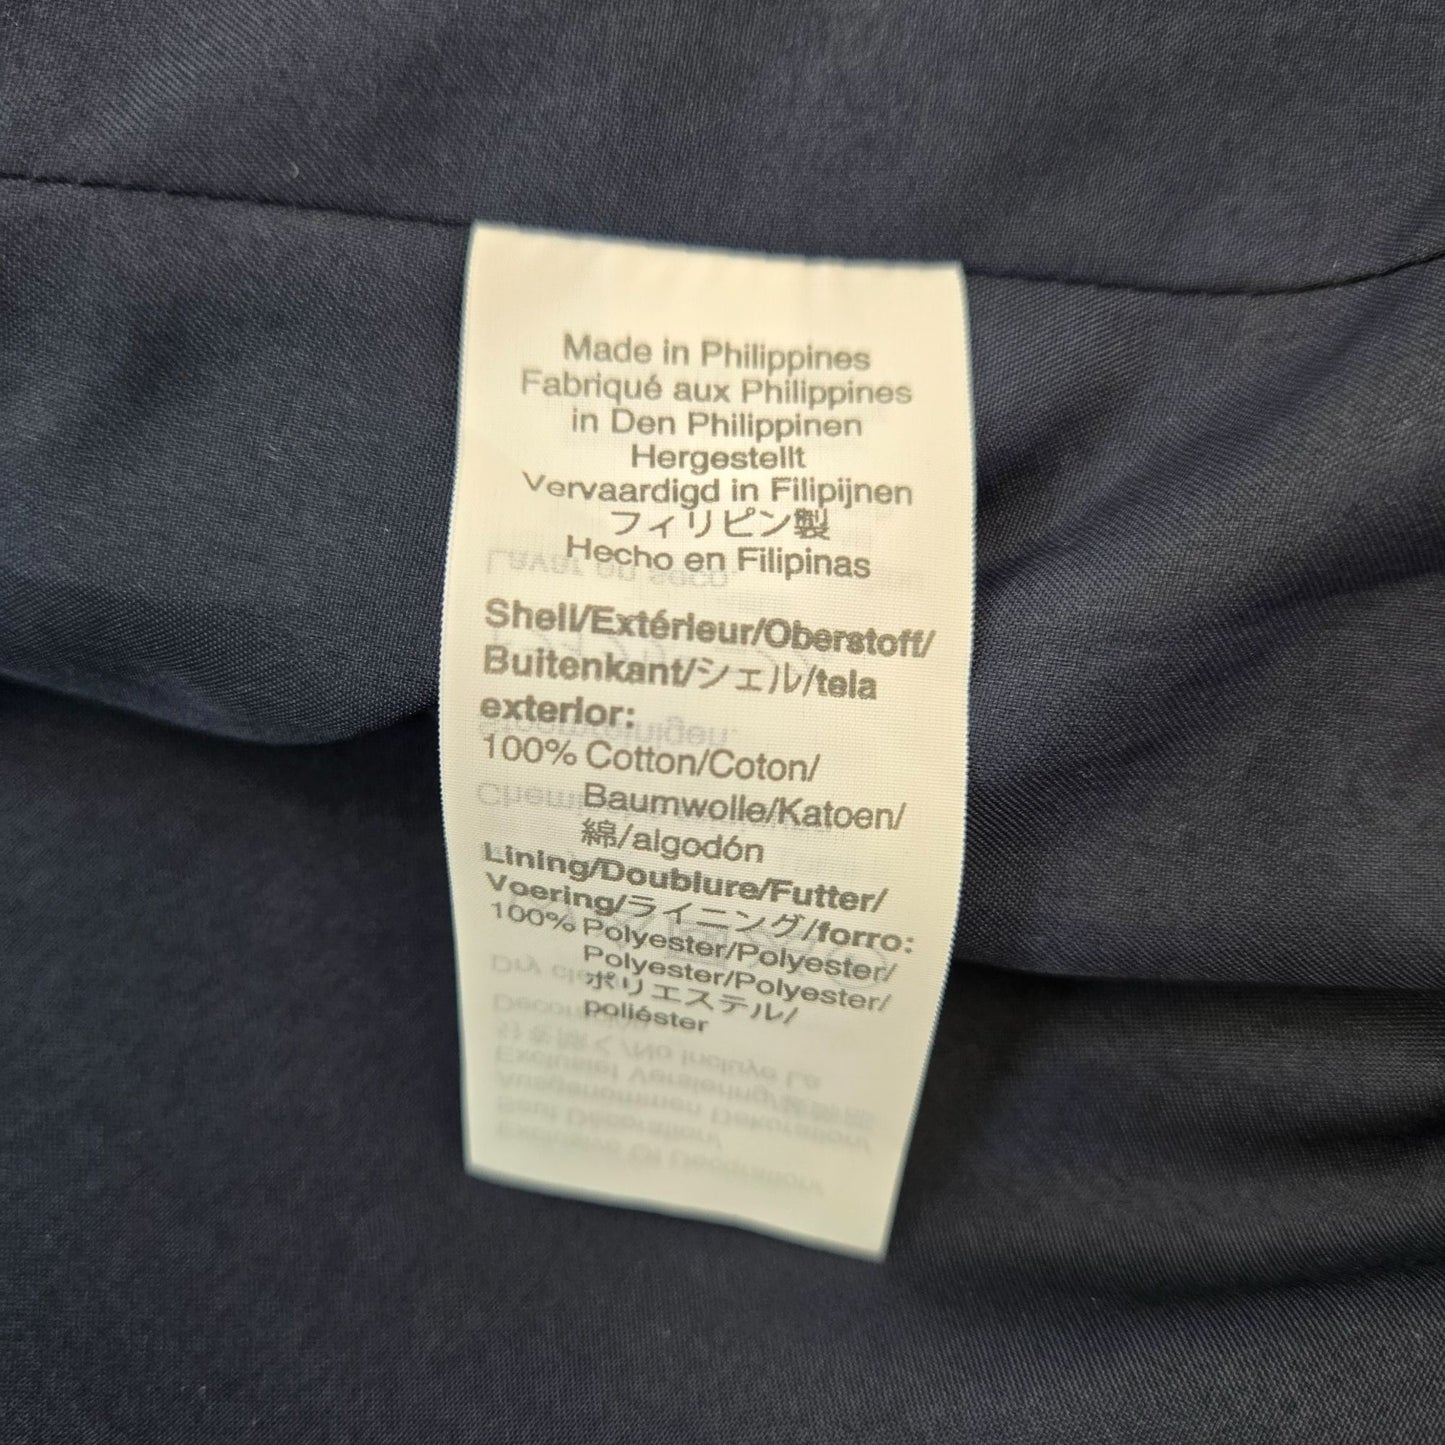 Made in Philippines
Fabriqué aux Philippines
in Den Philippinen
Hergestellt
Vervaardigd in Filipijnen
フィリピン製
Hecho en Filipinas
Shell/Extérieur/Oberstoff/
Buitenkant/シェル/tela
exterior:
100% Cotton/Coton/
Baumwolle/Katoen/
綿/algodón
Lining/Doublure/Futter/
Voering/ライニング/forro:
100% Polyester/Polyester/
Polyester/Polyester/
ポリエステル/
poliéster